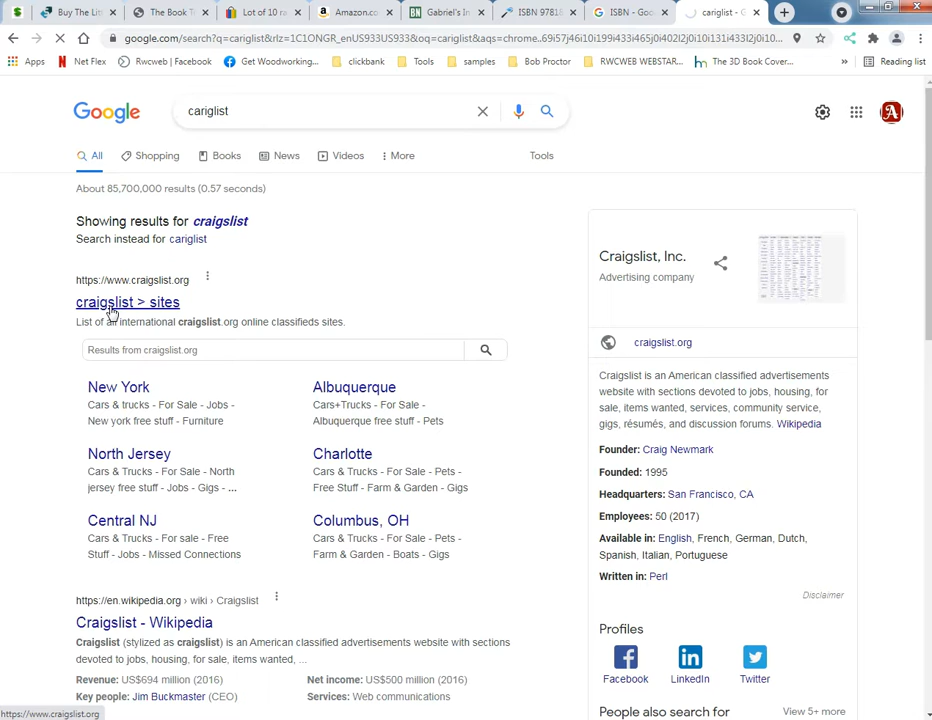 Buy The Lit
The Book T
Lot of 10 ra
Amazon.co
Gabriel's In
ISBN 9781
ISBN - Goo
cariglist - G
google.com/search?q=cariglist&rlz=1C1ONGR_enUS933US933&oq=cariglist&aqs=chrome..69i57j46i10i199i433i465j0i402l2j0i10i131i433j0i...
Apps
Net Flex
Rwcweb | Facebook
Get Woodworking...
clickbank
Tools
samples
Bob Proctor
RWCWEB WEBSTAR...
The 3D Book Cover...
»
Reading list
Google
cariglist
All
Shopping
Books
News
Videos
More
Tools
About 85,700,000 results (0.57 seconds)
Showing results for craigslist
Search instead for cariglist
https://www.craigslist.org
craigslist > sites
List of all international craigslist.org online classifieds sites.
Results from craigslist.org
New York
Cars & trucks - For Sale - Jobs -
New york free stuff - Furniture
Albuquerque
Cars+Trucks - For Sale -
Albuquerque free stuff - Pets
North Jersey
Cars & Trucks - For Sale - North
jersey free stuff - Jobs - Gigs - ...
Charlotte
Cars & Trucks - For Sale - Pets -
Free Stuff - Farm & Garden - Gigs
Central NJ
Cars & Trucks - For sale - Free
Stuff - Jobs - Missed Connections
Columbus, OH
Cars & Trucks - For Sale - Pets -
Farm & Garden - Boats - Gigs
https://en.wikipedia.org › wiki › Craigslist
Craigslist - Wikipedia
Craigslist (stylized as craigslist) is an American classified advertisements website with sections
devoted to jobs, housing, for sale, items wanted, ...
Revenue: US$694 million (2016)
Net income: US$500 million (2016)
Key people: Jim Buckmaster (CEO)
Services: Web communications
https://www.craigslist.org
Craigslist, Inc.
Advertising company
craigslist.org
Craigslist is an American classified advertisements
website with sections devoted to jobs, housing, for
sale, items wanted, services, community service,
gigs, résumés, and discussion forums. Wikipedia
Founder: Craig Newmark
Founded: 1995
Headquarters: San Francisco, CA
Employees: 50 (2017)
Available in: English, French, German, Dutch,
Spanish, Italian, Portuguese
Written in: Perl
Disclaimer
Profiles
Facebook
LinkedIn
Twitter
People also search for
View 5+ more